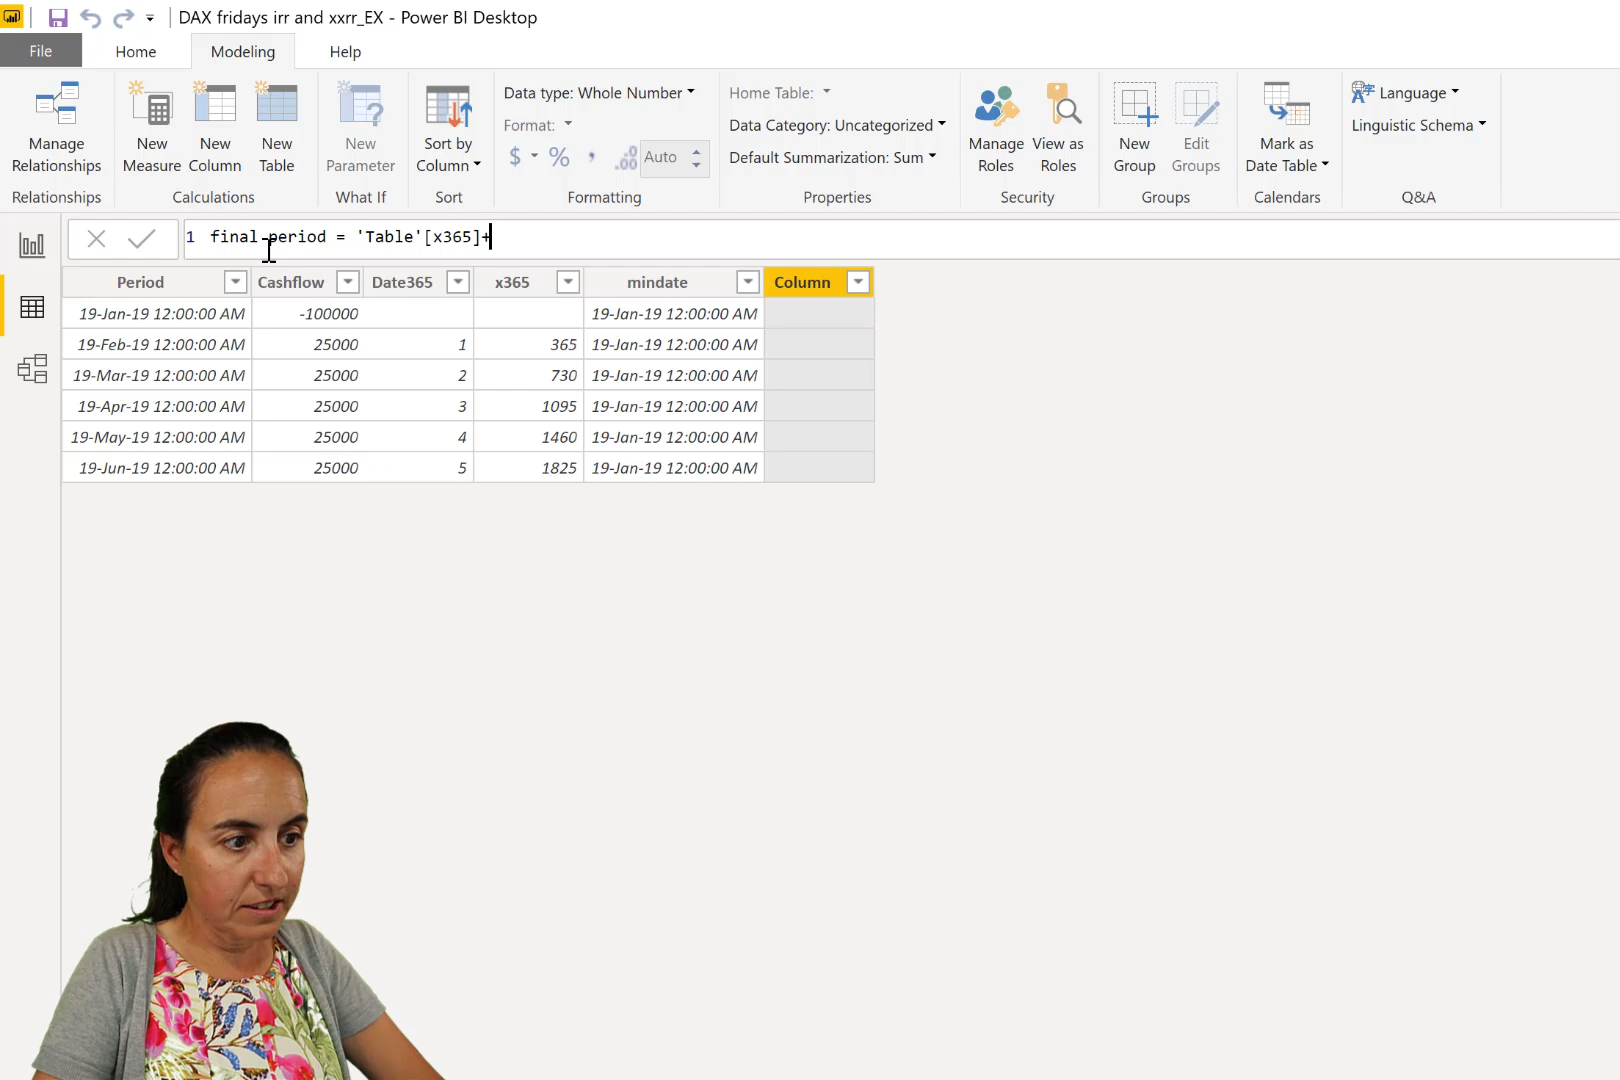 DAX fridays irr and xxrr_EX - Power BI Desktop
File Home Modeling Help
Manage Relationships
New Measure
New Column
New Table
New Parameter
Sort by Column
Data type: Whole Number
Format:
$ % , .00 Auto
Home Table:
Data Category: Uncategorized
Default Summarization: Sum
Manage Roles
View as Roles
New Group
Edit Groups
Mark as Date Table
Language
Linguistic Schema
Relationships Calculations What If Sort Formatting Properties Security Groups Calendars Q&A
1 final period = 'Table'[x365]+
Period Cashflow Date365 x365 mindate Column
19-Jan-19 12:00:00 AM -100000 19-Jan-19 12:00:00 AM
19-Feb-19 12:00:00 AM 25000 1 365 19-Jan-19 12:00:00 AM
19-Mar-19 12:00:00 AM 25000 2 730 19-Jan-19 12:00:00 AM
19-Apr-19 12:00:00 AM 25000 3 1095 19-Jan-19 12:00:00 AM
19-May-19 12:00:00 AM 25000 4 1460 19-Jan-19 12:00:00 AM
19-Jun-19 12:00:00 AM 25000 5 1825 19-Jan-19 12:00:00 AM